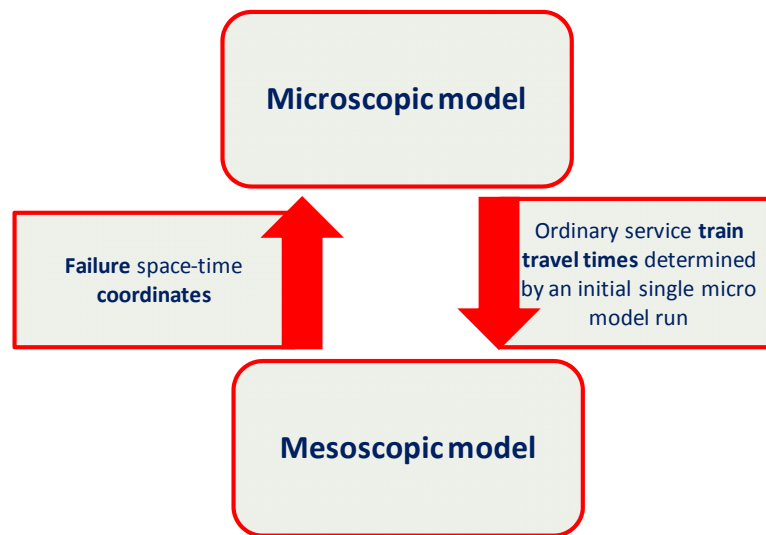 Microscopic model
Failure space-time
coordinates
Ordinary service train
travel times determined
by an initial single micro
model run
Mesoscopic model